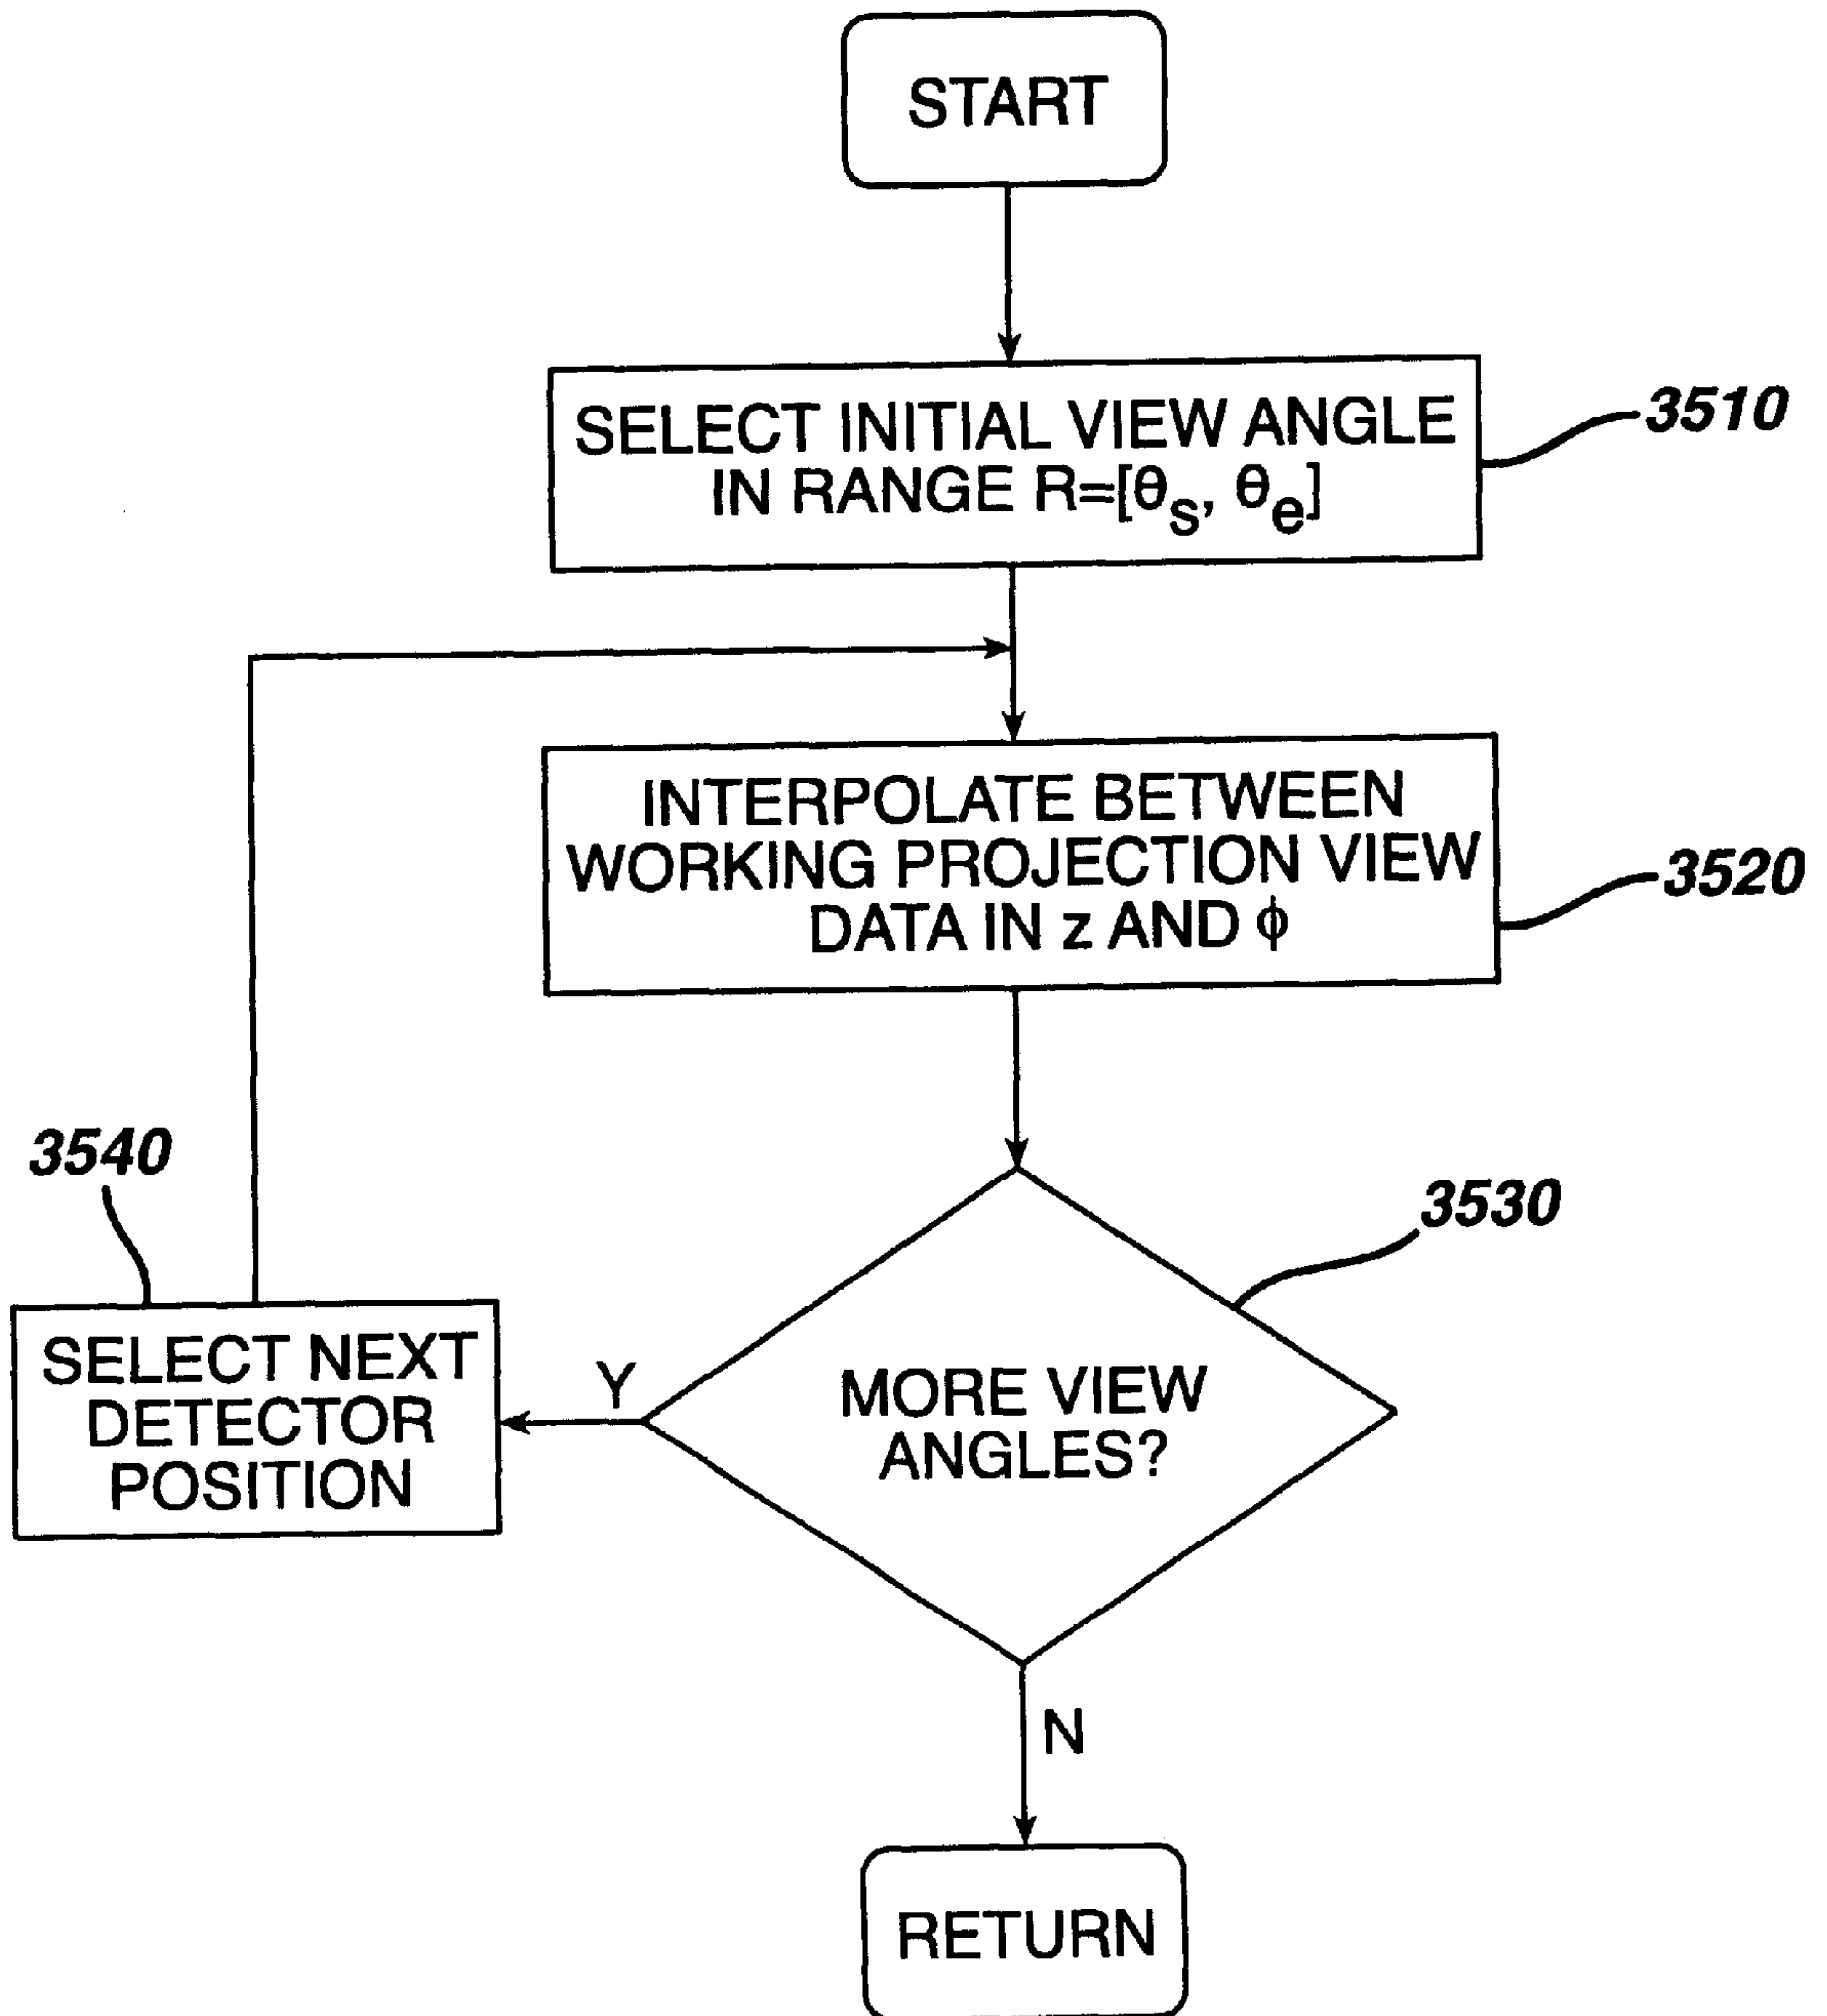 START
SELECT INITIAL VIEW ANGLE
IN RANGE R=[θs, θe]
3510
INTERPOLATE BETWEEN
WORKING PROJECTION VIEW
DATA IN z AND ϕ
3520
3540
3530
SELECT NEXT
DETECTOR
POSITION
Y
MORE VIEW
ANGLES?
N
RETURN